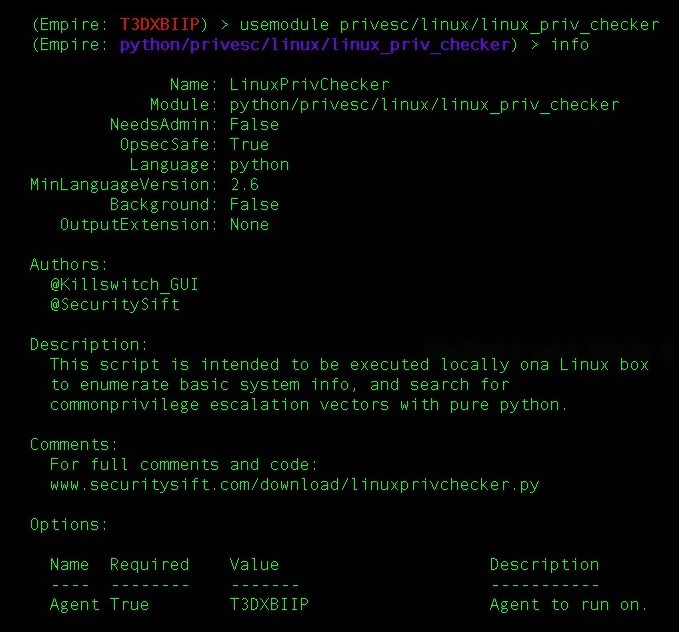 (Empire: T3DXBIIP) > usemodule privesc/linux/linux_priv_checker
(Empire: python/privesc/linux/linux_priv_checker) > info
Name: LinuxPrivChecker
Module: python/privesc/linux/linux_priv_checker
NeedsAdmin: False
OpsecSafe: True
Language: python
MinLanguageVersion: 2.6
Background: False
OutputExtension: None
Authors:
@Killswitch_GUI
@SecuritySift
Description:
This script is intended to be executed locally ona Linux box
to enumerate basic system info, and search for
commonprivilege escalation vectors with pure python.
Comments:
For full comments and code:
www.securitysift.com/download/linuxprivchecker.py
Options:
Name Required Value Description
---- -------- ------- -----------
Agent True T3DXBIIP Agent to run on.